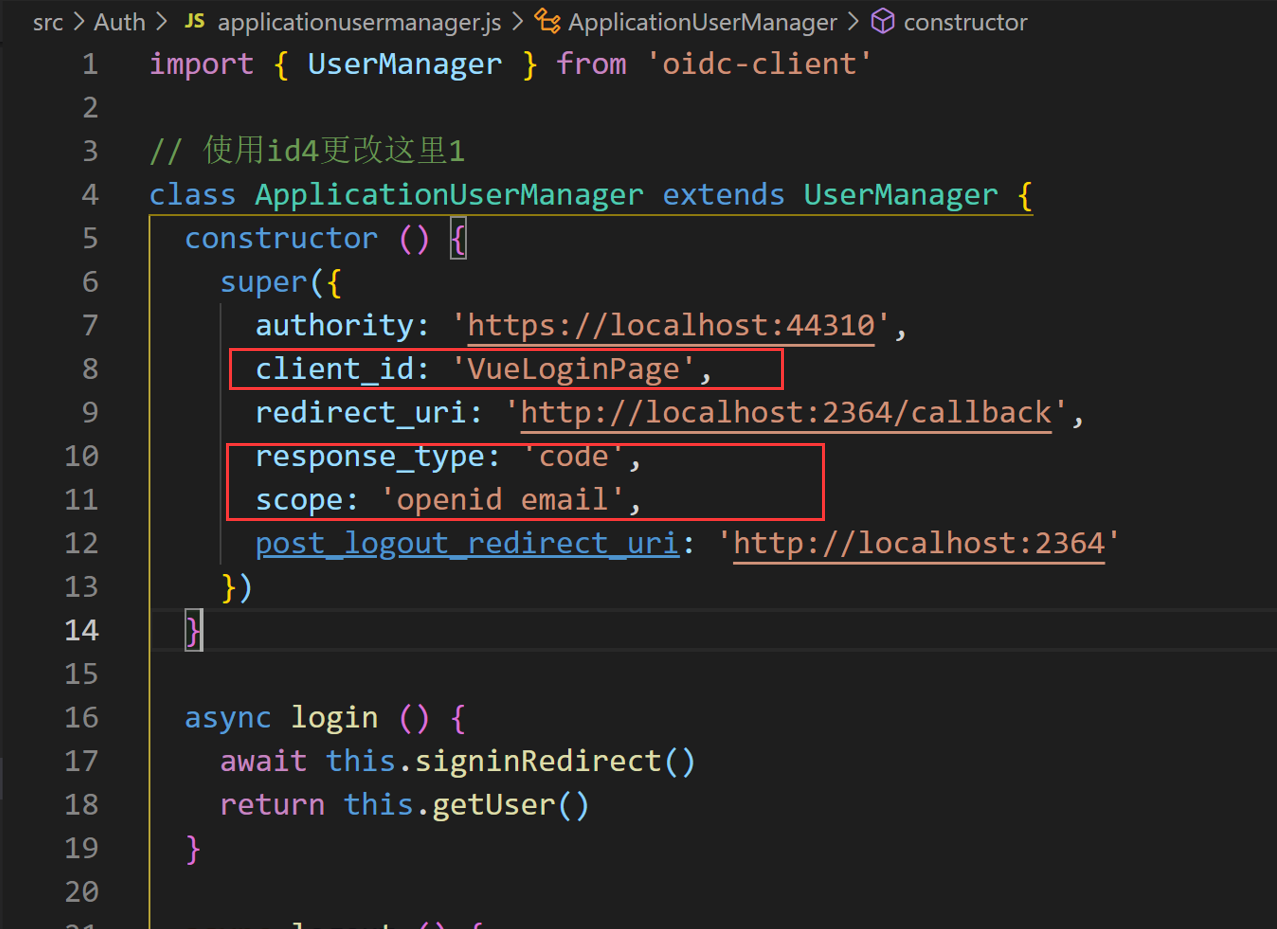 src > Auth > JS applicationusermanager.js > ApplicationUserManager > constructor
1 import { UserManager } from 'oidc-client'
2
3 // 使用id4更改这里1
4 class ApplicationUserManager extends UserManager {
5 constructor () {
6 super({
7 authority: 'https://localhost:44310',
8 client_id: 'VueLoginPage',
9 redirect_uri: 'http://localhost:2364/callback',
10 response_type: 'code',
11 scope: 'openid email',
12 post_logout_redirect_uri: 'http://localhost:2364'
13 })
14 }
15
16 async login () {
17 await this.signinRedirect()
18 return this.getUser()
19 }
20